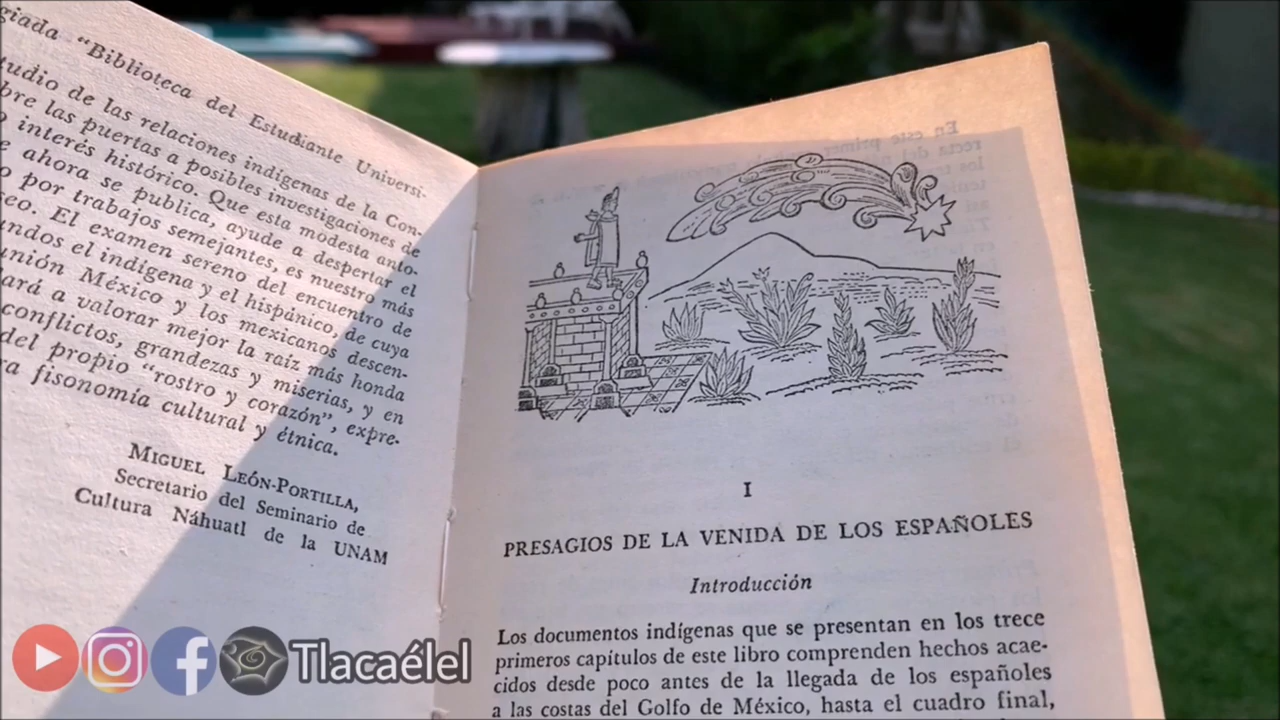 giada "Biblioteca del Estudiante Universi-
tudio de las relaciones indígenas de la Con-
bre las puertas a posibles investigaciones de
o interés histórico. Que esta modesta anto-
e ahora se publica, ayude a despertar el
o por trabajos semejantes, es nuestro más
seo. El examen sereno del encuentro de
undos el indígena y el hispánico, de cuya
unión México y los mexicanos descen-
ará a valorar mejor la raíz más honda
conflictos, grandezas y miserias, y en
del propio "rostro y corazón", expre-
a fisonomía cultural y étnica.
MIGUEL LEÓN-PORTILLA,
Secretario del Seminario de
Cultura Náhuatl de la UNAM
I
PRESAGIOS DE LA VENIDA DE LOS ESPAÑOLES
Introducción
Los documentos indígenas que se presentan en los trece
primeros capítulos de este libro comprenden hechos acae-
cidos desde poco antes de la llegada de los españoles
a las costas del Golfo de México, hasta el cuadro final,
Tlacaélel